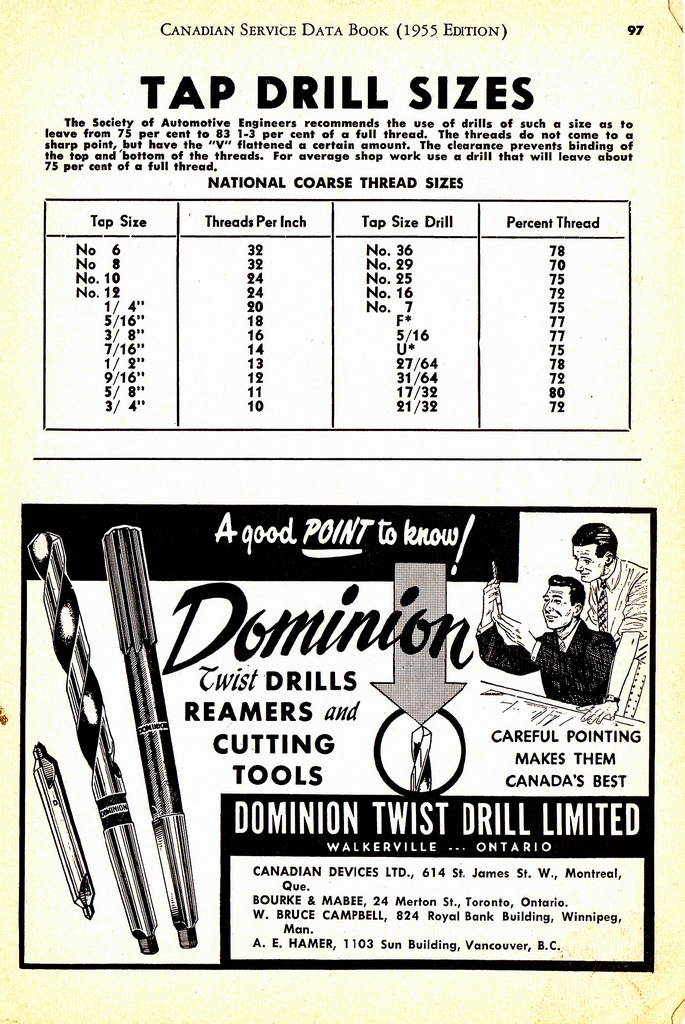 CANADIAN SERVICE DATA BOOK (1955 EDITION) 97
TAP DRILL SIZES
The Society of Automotive Engineers recommends the use of drills of such a size as to
leave from 75 per cent to 83 1-3 per cent of a full thread. The threads do not come to a
sharp point, but have the "V" flattened a certain amount. The clearance prevents binding of
the top and bottom of the threads. For average shop work use a drill that will leave about
75 per cent of a full thread.
NATIONAL COARSE THREAD SIZES
Tap Size Threads Per Inch Tap Size Drill Percent Thread
No 6 32 No. 36 78
No 8 32 No. 29 70
No. 10 24 No. 25 75
No. 12 24 No. 16 72
1/ 4" 20 No. 7 75
5/16" 18 F* 77
3/ 8" 16 5/16 77
7/16" 14 U* 75
1/ 2" 13 27/64 78
9/16" 12 31/64 72
5/ 8" 11 17/32 80
3/ 4" 10 21/32 72
A good POINT to know!
Dominion
Twist DRILLS
REAMERS and
CUTTING
TOOLS
DOMINION
DOMINION
CAREFUL POINTING
MAKES THEM
CANADA'S BEST
DOMINION TWIST DRILL LIMITED
WALKERVILLE --- ONTARIO
CANADIAN DEVICES LTD., 614 St. James St. W., Montreal,
Que.
BOURKE & MABEE, 24 Merton St., Toronto, Ontario.
W. BRUCE CAMPBELL, 824 Royal Bank Building, Winnipeg,
Man.
A. E. HAMER, 1103 Sun Building, Vancouver, B.C.